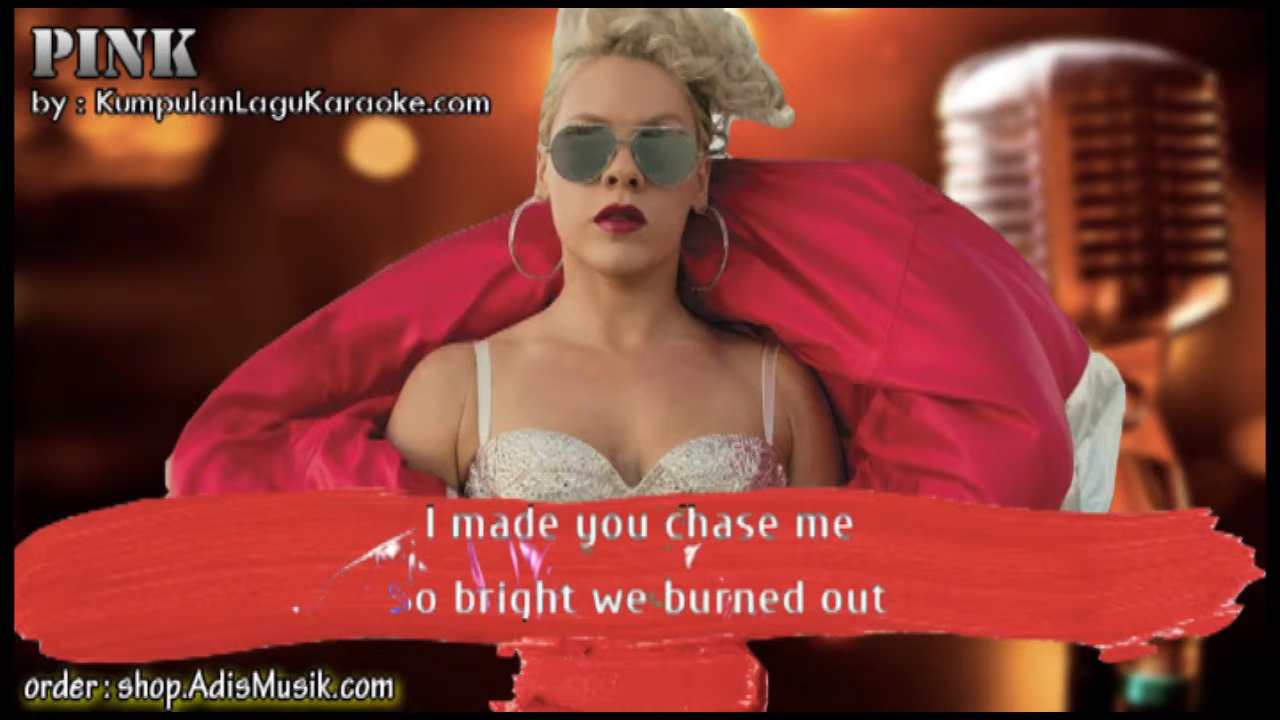 PINK
by : KumpulanLaguKaraoke.com
I made you chase me
So bright we burned out
order : shop.AdisMusik.com